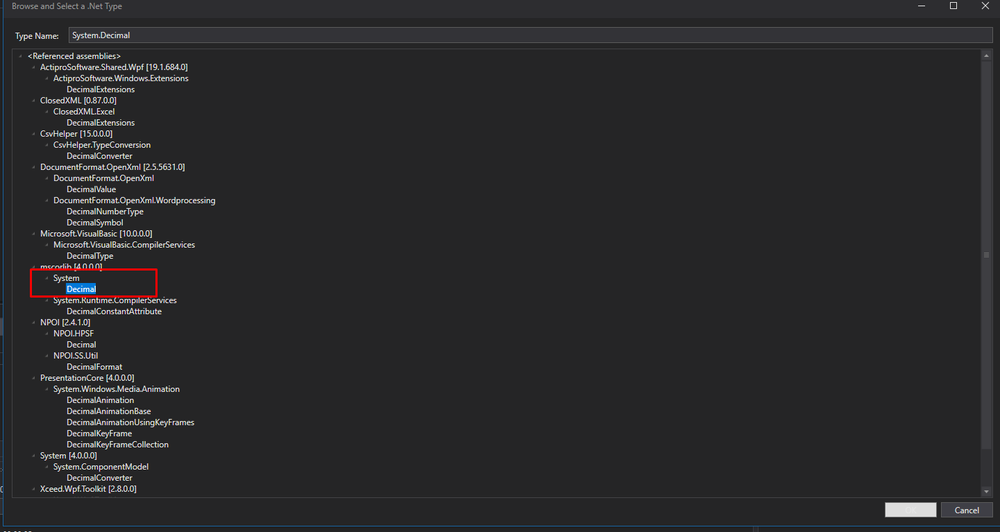 Browse and Select a .Net Type
Type Name: System.Decimal
<Referenced assemblies>
ActiproSoftware.Shared.Wpf [19.1.684.0]
ActiproSoftware.Windows.Extensions
DecimalExtensions
ClosedXML [0.87.0.0]
ClosedXML.Excel
DecimalExtensions
CsvHelper [15.0.0.0]
CsvHelper.TypeConversion
DecimalConverter
DocumentFormat.OpenXml [2.5.5631.0]
DocumentFormat.OpenXml
DecimalValue
DocumentFormat.OpenXml.Wordprocessing
DecimalNumberType
DecimalSymbol
Microsoft.VisualBasic [10.0.0.0]
Microsoft.VisualBasic.CompilerServices
DecimalType
mscorlib [4.0.0.0]
System
Decimal
System.Runtime.CompilerServices
DecimalConstantAttribute
NPOI [2.4.1.0]
NPOI.HPSF
Decimal
NPOI.SS.Util
DecimalFormat
PresentationCore [4.0.0.0]
System.Windows.Media.Animation
DecimalAnimation
DecimalAnimationBase
DecimalAnimationUsingKeyFrames
DecimalKeyFrame
DecimalKeyFrameCollection
System [4.0.0.0]
System.ComponentModel
DecimalConverter
Xceed.Wpf.Toolkit [2.8.0.0]
OK Cancel